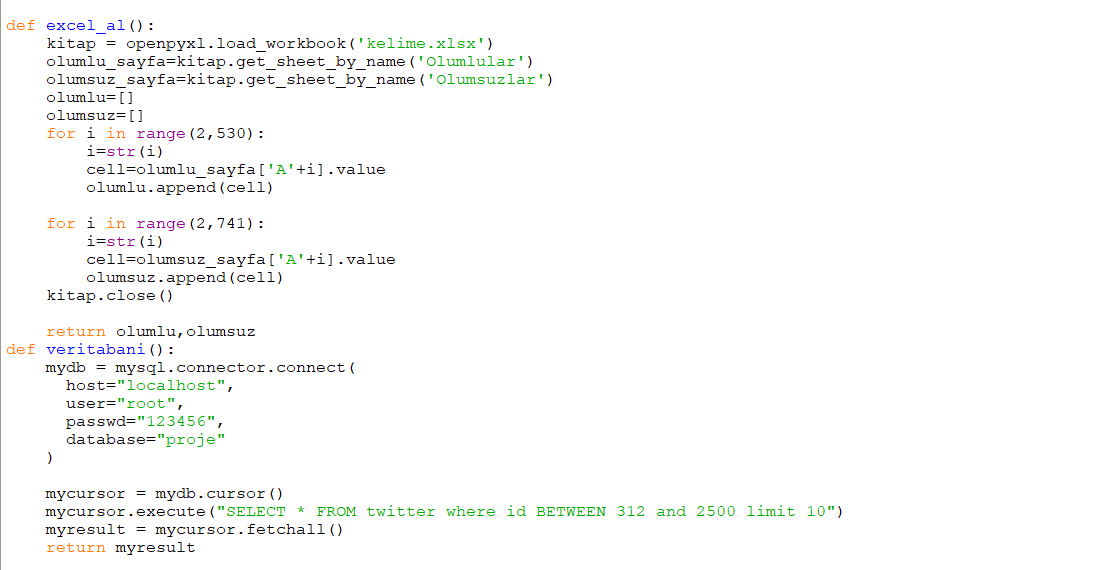 def excel_al():
    kitap = openpyxl.load_workbook('kelime.xlsx')
    olumlu_sayfa=kitap.get_sheet_by_name('Olumlular')
    olumsuz_sayfa=kitap.get_sheet_by_name('Olumsuzlar')
    olumlu=[]
    olumsuz=[]
    for i in range(2,530):
        i=str(i)
        cell=olumlu_sayfa['A'+i].value
        olumlu.append(cell)

    for i in range(2,741):
        i=str(i)
        cell=olumsuz_sayfa['A'+i].value
        olumsuz.append(cell)
    kitap.close()

    return olumlu,olumsuz
def veritabani():
    mydb = mysql.connector.connect(
      host="localhost",
      user="root",
      passwd="123456",
      database="proje"
    )

    mycursor = mydb.cursor()
    mycursor.execute("SELECT * FROM twitter where id BETWEEN 312 and 2500 limit 10")
    myresult = mycursor.fetchall()
    return myresult